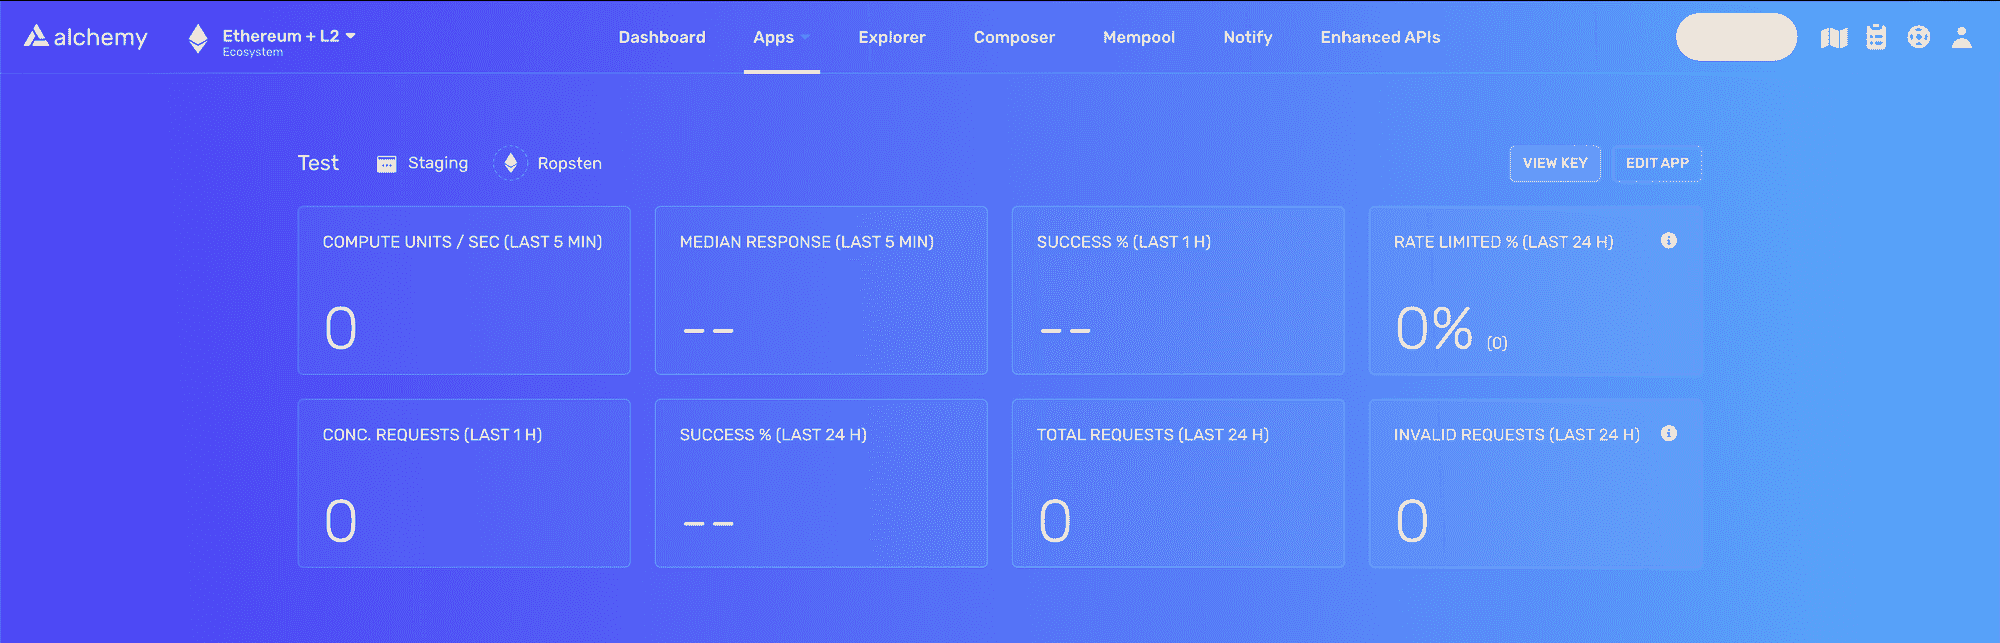 alchemy
Ethereum + L2
Ecosystem
Dashboard
Apps
Explorer
Composer
Mempool
Notify
Enhanced APIs
Test
Staging
Ropsten
VIEW KEY
EDIT APP
COMPUTE UNITS / SEC (LAST 5 MIN)
0
MEDIAN RESPONSE (LAST 5 MIN)
--
SUCCESS % (LAST 1 H)
--
RATE LIMITED % (LAST 24 H)
0% (0)
CONC. REQUESTS (LAST 1 H)
0
SUCCESS % (LAST 24 H)
--
TOTAL REQUESTS (LAST 24 H)
0
INVALID REQUESTS (LAST 24 H)
0